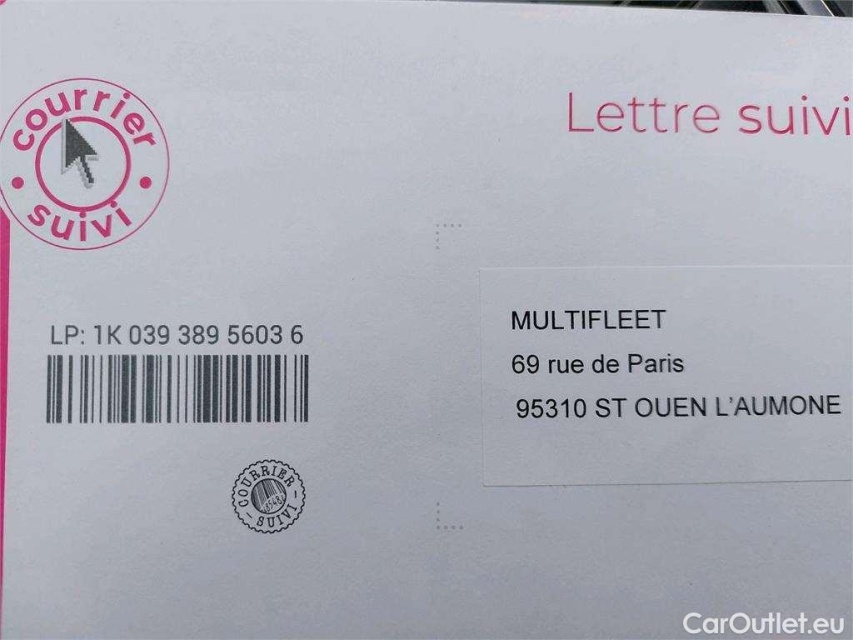 courrier
suivi
Lettre suivi
LP: 1K 039 389 5603 6
MULTIFLEET
69 rue de Paris
95310 ST OUEN L'AUMONE
COURRIER
SUIVI
CarOutlet.eu